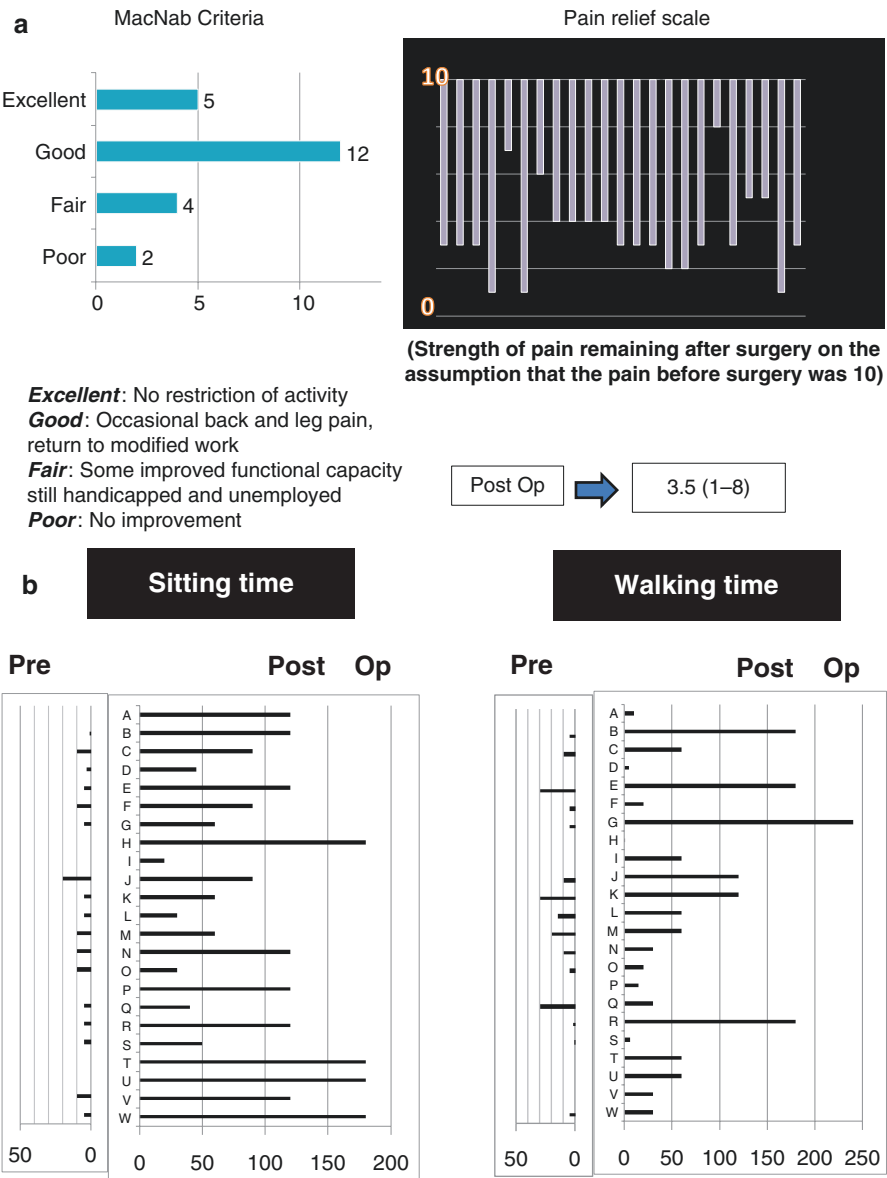 a
MacNab Criteria
Excellent 5
Good 12
Fair 4
Poor 2
0 5 10
Pain relief scale
10
0
(Strength of pain remaining after surgery on the
assumption that the pain before surgery was 10)
Excellent: No restriction of activity
Good: Occasional back and leg pain,
return to modified work
Fair: Some improved functional capacity
still handicapped and unemployed
Poor: No improvement
Post Op
3.5 (1–8)
b
Sitting time
Pre Post Op
A
B
C
D
E
F
G
H
I
J
K
L
M
N
O
P
Q
R
S
T
U
V
W
50 0
0 50 100 150 200
Walking time
Pre Post Op
A
B
C
D
E
F
G
H
I
J
K
L
M
N
O
P
Q
R
S
T
U
V
W
50 0
0 50 100 150 200 250